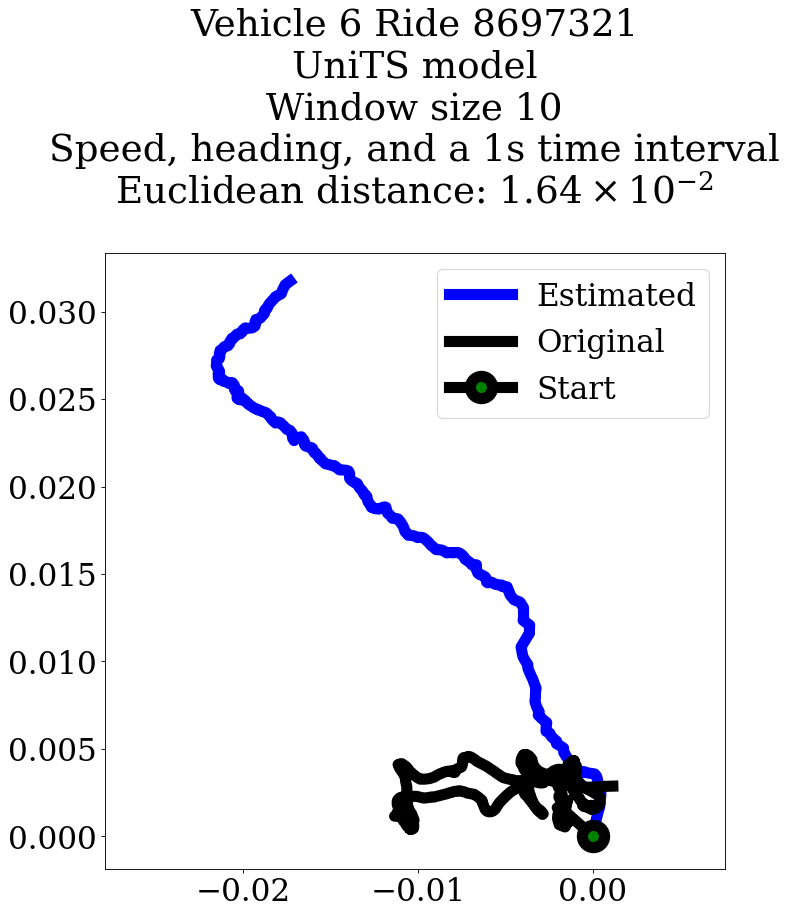 Vehicle 6 Ride 8697321
UniTS model
Window size 10
Speed, heading, and a 1s time interval
Euclidean distance: 1.64 × 10⁻²
Estimated
Original
Start
0.030
0.025
0.020
0.015
0.010
0.005
0.000
−0.02 −0.01 0.00